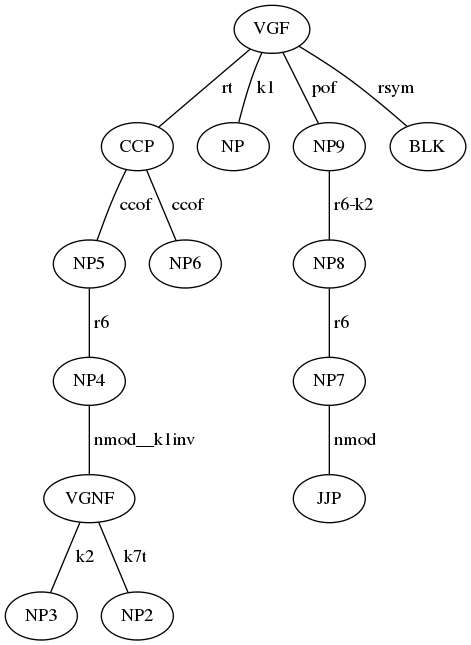 VGF
rt k1 pof rsym
CCP NP NP9 BLK
ccof ccof r6-k2
NP5 NP6 NP8
r6 r6
NP4 NP7
nmod__k1inv nmod
VGNF JJP
k2 k7t
NP3 NP2